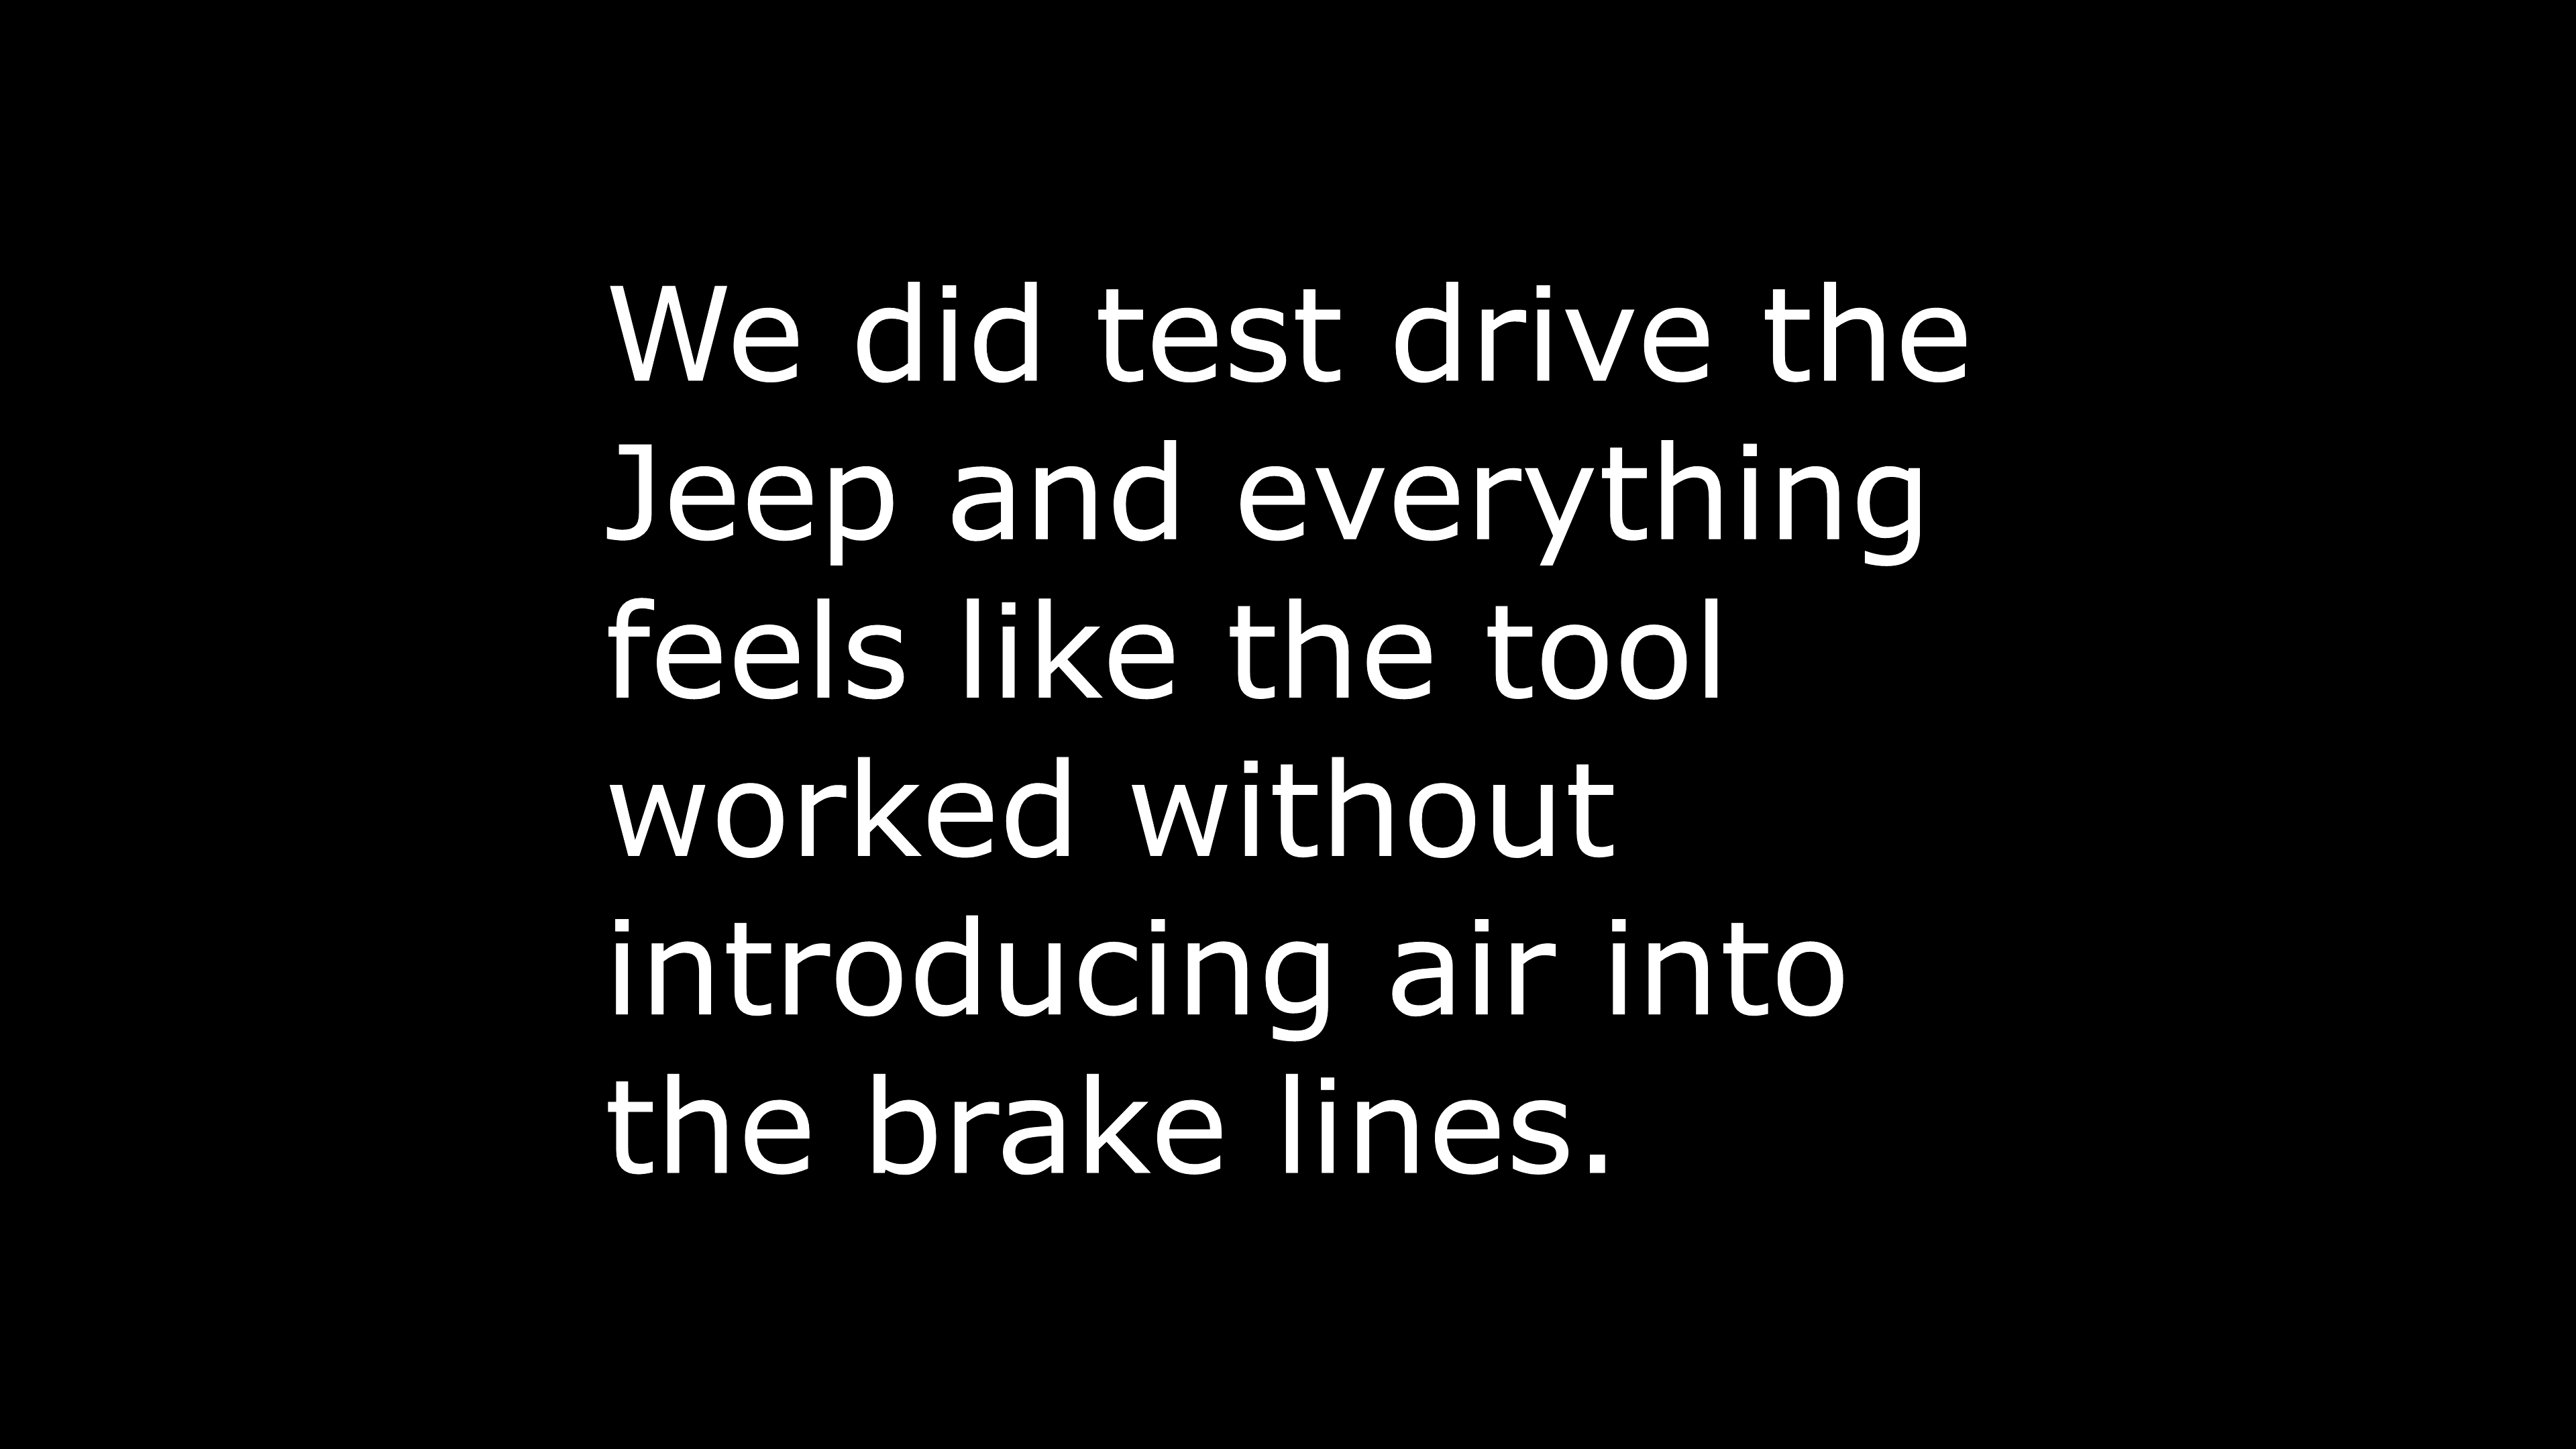 We did test drive the
Jeep and everything
feels like the tool
worked without
introducing air into
the brake lines.